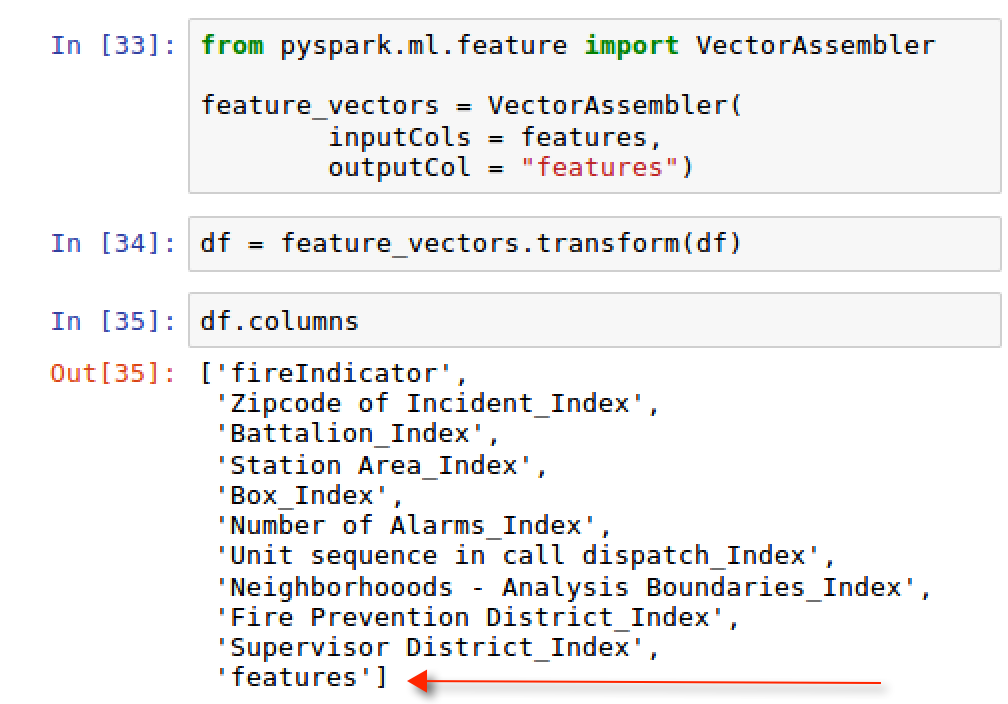 In [33]: from pyspark.ml.feature import VectorAssembler
feature_vectors = VectorAssembler(
inputCols = features,
outputCol = "features")
In [34]: df = feature_vectors.transform(df)
In [35]: df.columns
Out[35]: ['fireIndicator',
'Zipcode of Incident_Index',
'Battalion_Index',
'Station Area_Index',
'Box_Index',
'Number of Alarms_Index',
'Unit sequence in call dispatch_Index',
'Neighborhooods - Analysis Boundaries_Index',
'Fire Prevention District_Index',
'Supervisor District_Index',
'features']